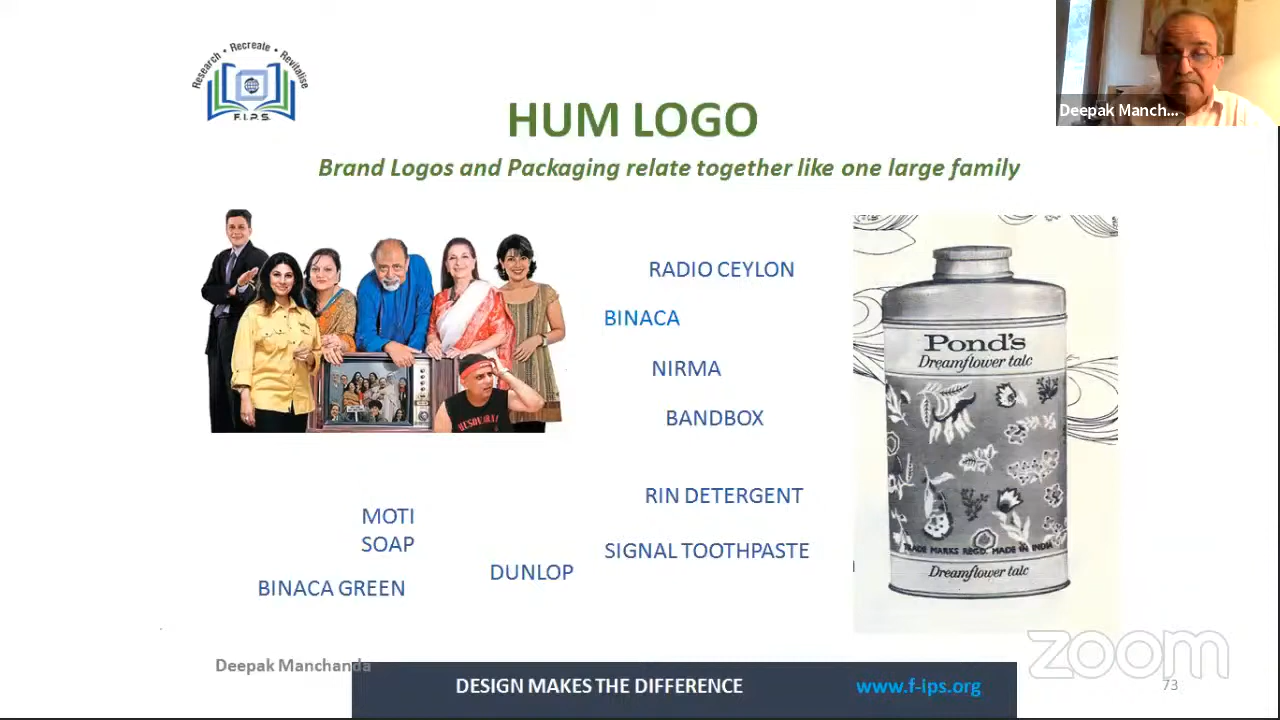 Research • Recreate • Revitalise
F.I.P.S.
Deepak Manch...
HUM LOGO
Brand Logos and Packaging relate together like one large family
RADIO CEYLON
BINACA
NIRMA
BANDBOX
RIN DETERGENT
SIGNAL TOOTHPASTE
MOTI
SOAP
DUNLOP
BINACA GREEN
Pond's
Dreamflower talc
TRADE MARKS REGD. MADE IN INDIA
Dreamflower talc
zoom
Deepak Manchanda
DESIGN MAKES THE DIFFERENCE
www.f-ips.org
73